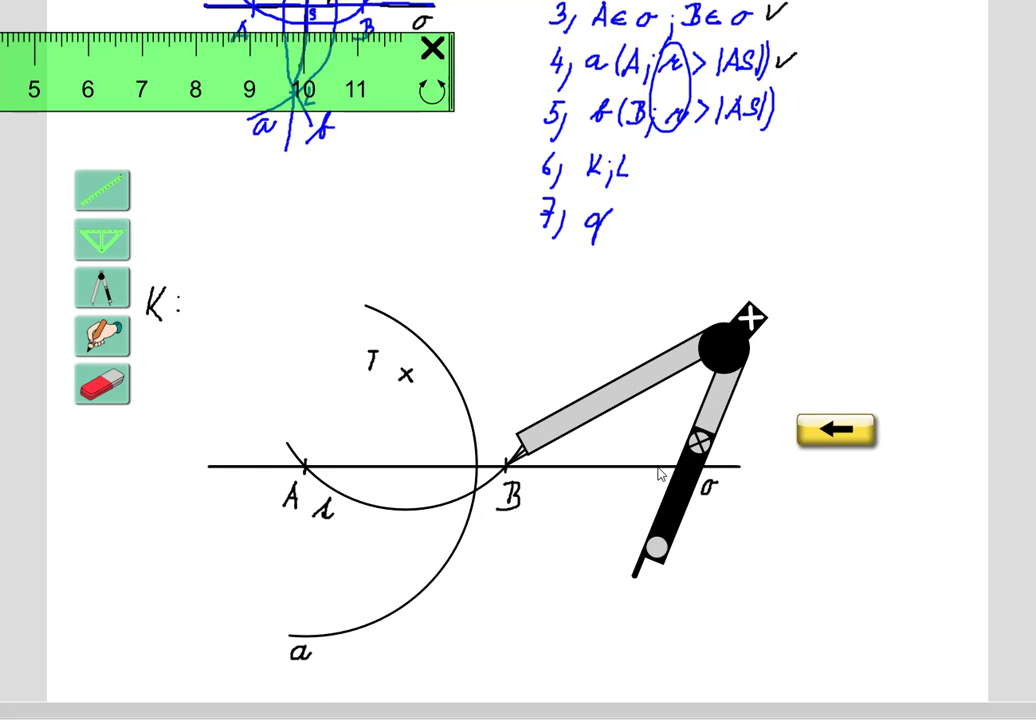 A S B o
3, A∈o ; B∈o ✓
4, a(A; r > |AS|) ✓
5 6 7 8 9 10 11
5, b(B; r > |AS|)
L
a b
6, K; L
7, q
K:
T ×
A k B o
a